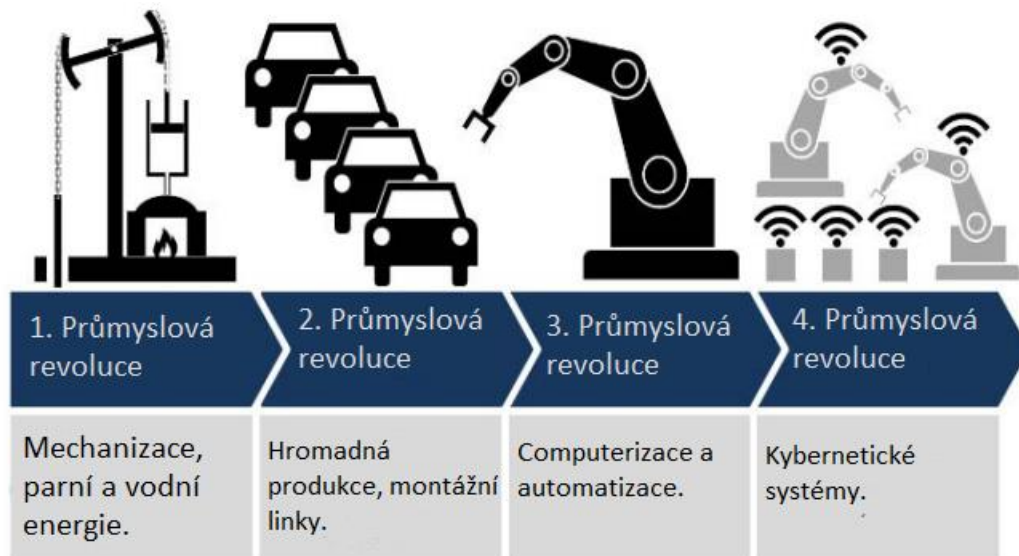 1. Průmyslová
revoluce
2. Průmyslová
revoluce
3. Průmyslová
revoluce
4. Průmyslová
revoluce
Mechanizace,
parní a vodní
energie.
Hromadná
produkce, montážní
linky.
Computerizace a
automatizace.
Kybernetické
systémy.